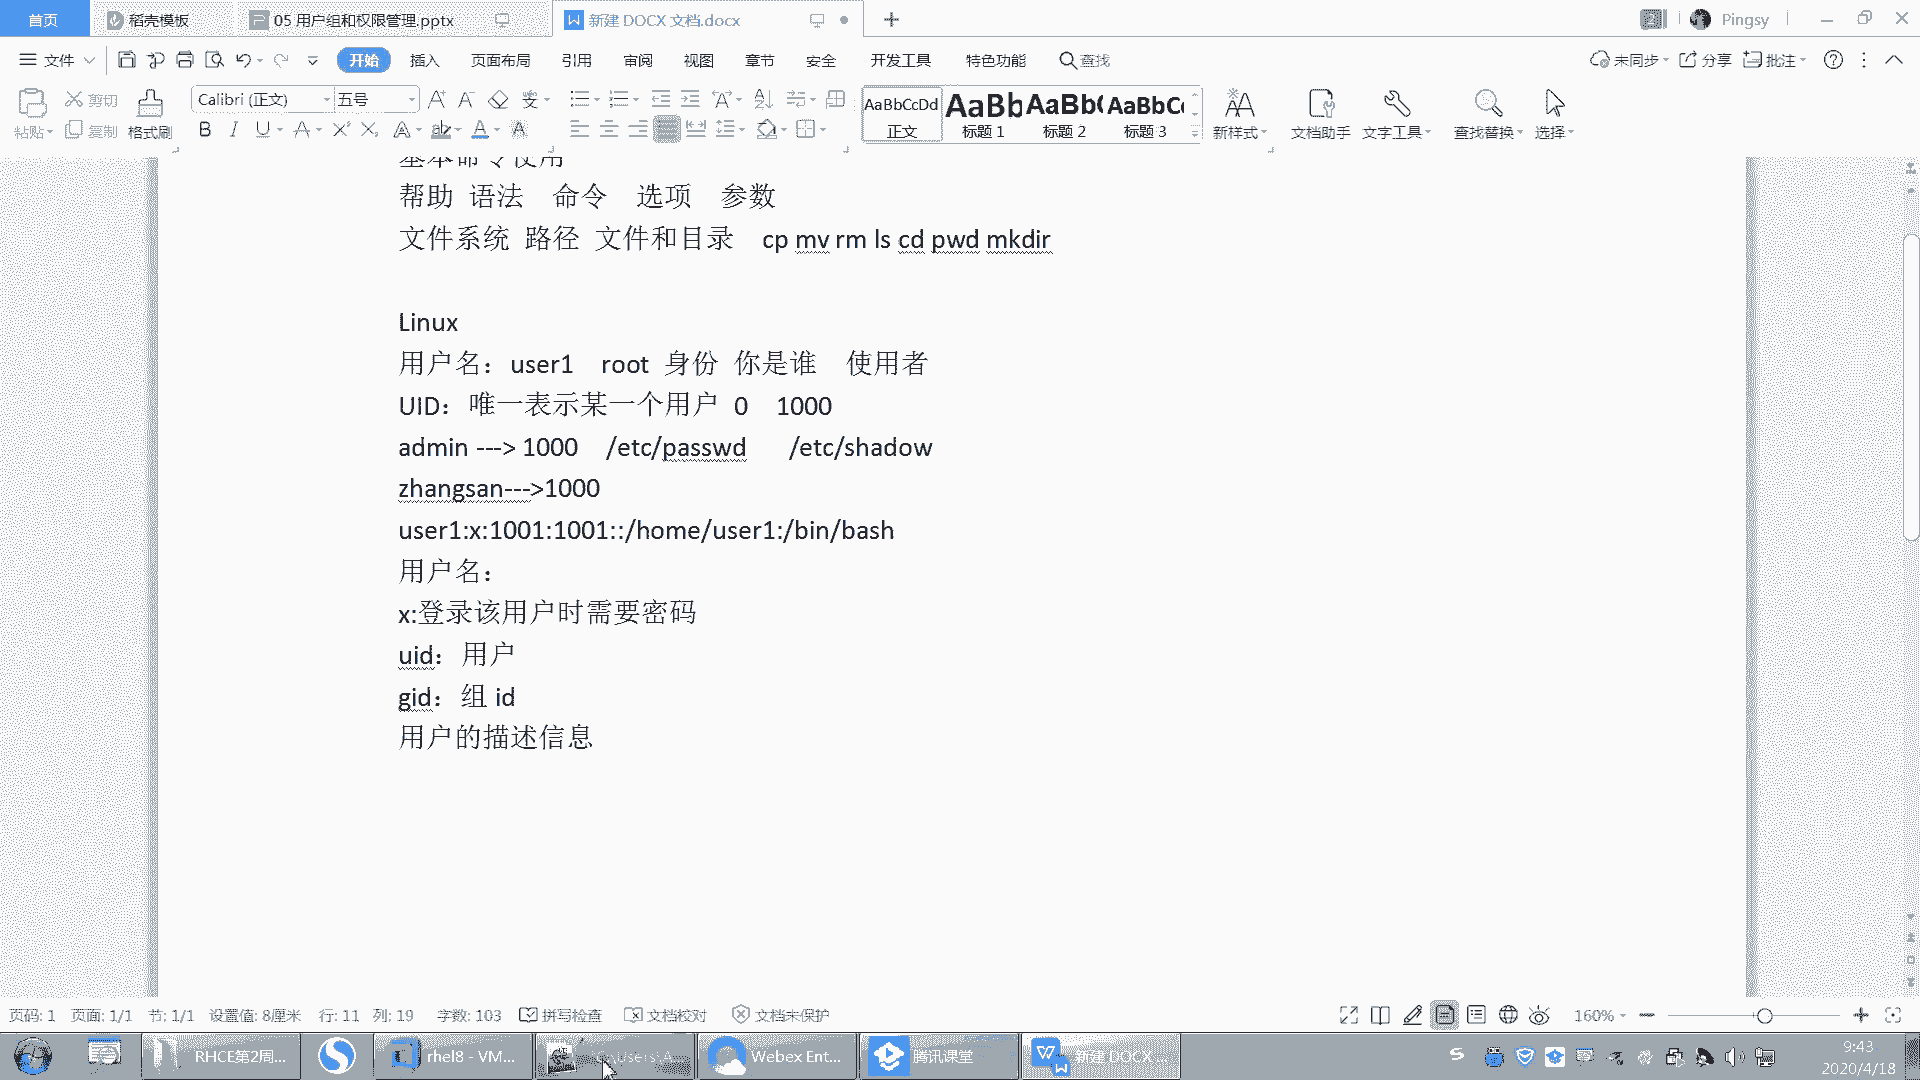 首页 稻壳模板 05 用户组和权限管理.pptx 新建 DOCX 文档.docx Pingsy
文件 开始 插入 页面布局 引用 审阅 视图 章节 安全 开发工具 特色功能 查找 未同步 分享 批注
粘贴 剪切 复制 格式刷 Calibri (正文) 五号
AaBbCcDd 正文 AaBb 标题 1 AaBb( 标题 2 AaBbC 标题 3 新样式 文档助手 文字工具 查找替换 选择
基本命令使用
帮助 语法 命令 选项 参数
文件系统 路径 文件和目录 cp mv rm ls cd pwd mkdir
Linux
用户名：user1 root 身份 你是谁 使用者
UID：唯一表示某一个用户 0 1000
admin ---> 1000 /etc/passwd /etc/shadow
zhangsan--->1000
user1:x:1001:1001::/home/user1:/bin/bash
用户名：
x:登录该用户时需要密码
uid：用户
gid：组 id
用户的描述信息
页码: 1 页面: 1/1 节: 1/1 设置值: 8厘米 行: 11 列: 19 字数: 103 拼写检查 文档校对 文档未保护 160%
RHCE第2周... rhel8 - VM... C:\Users\A... Webex Ent... 腾讯课堂 新建 DOCX ... 9:43
2020/4/18